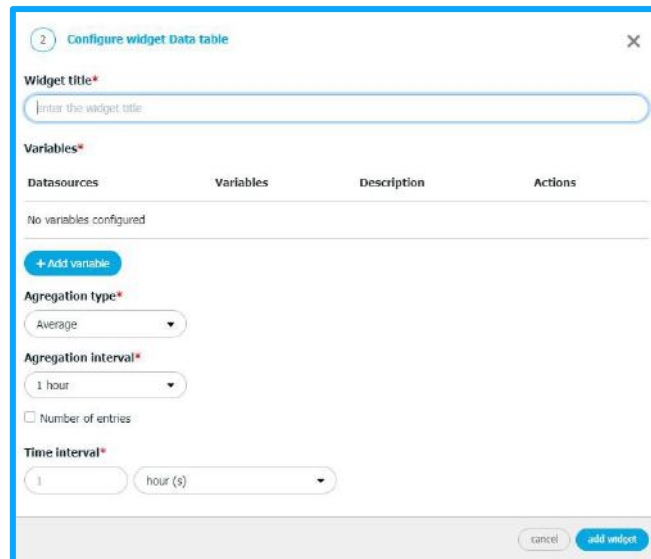 2 Configure widget Data table
Widget title*
enter the widget title
Variables*
Datasources Variables Description Actions
No variables configured
+ Add variable
Agregation type*
Average
Agregation interval*
1 hour
Number of entries
Time interval*
1 hour (s)
cancel add widget